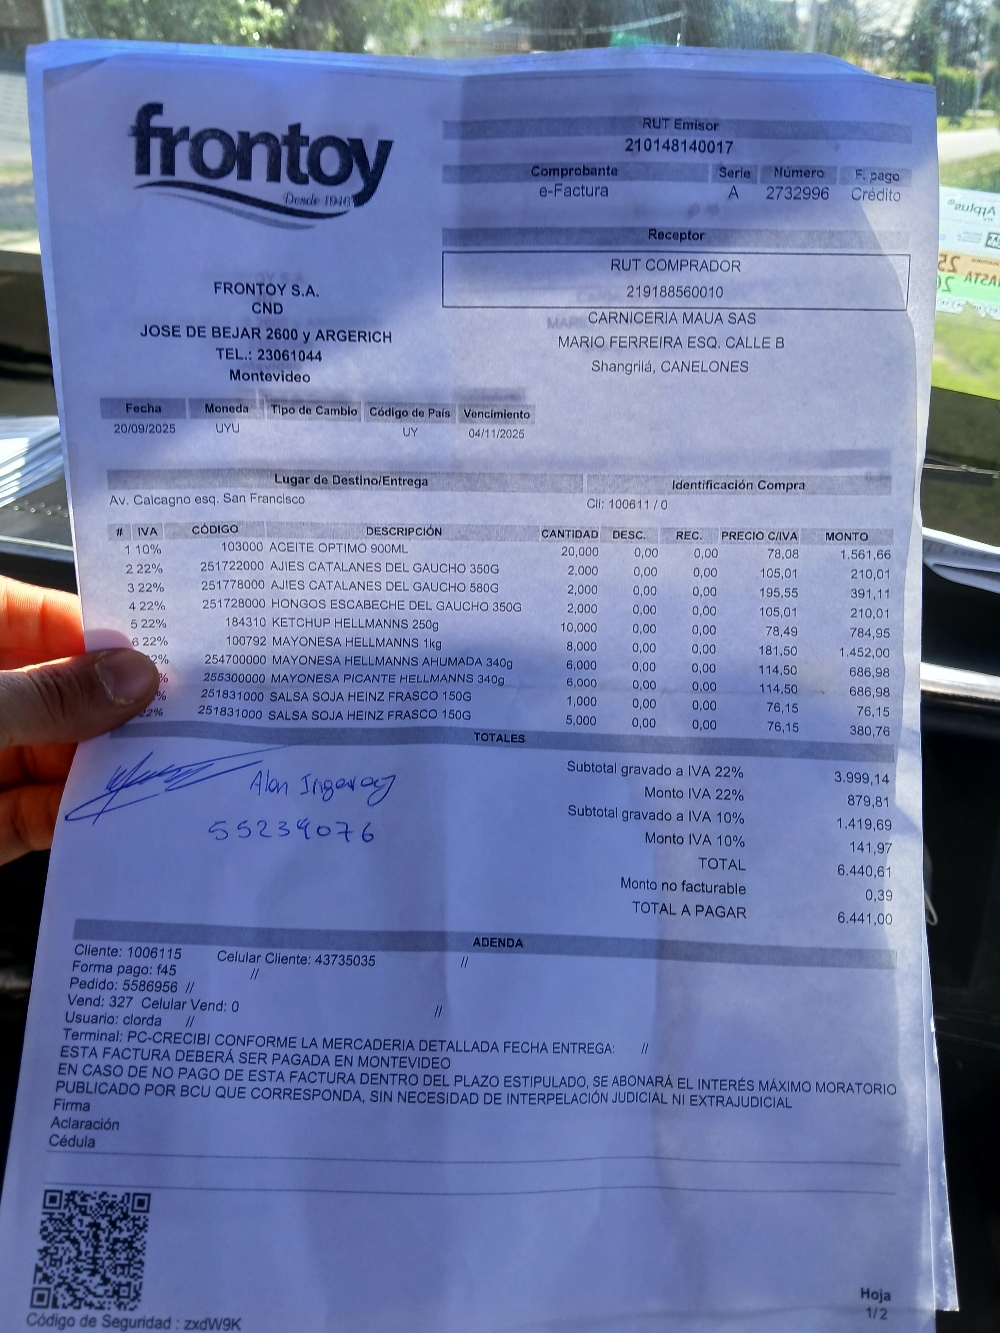 frontoy
Desde 1946
RUT Emisor
210148140017
Comprobante Serie Número F. pago
e-Factura A 2732996 Crédito
Receptor
RUT COMPRADOR
219188560010
CARNICERIA MAUA SAS
MARIO FERREIRA ESQ. CALLE B
Shangrilá, CANELONES
FRONTOY S.A.
CND
JOSE DE BEJAR 2600 y ARGERICH
TEL.: 23061044
Montevideo
Fecha Moneda Tipo de Cambio Código de País Vencimiento
20/09/2025 UYU UY 04/11/2025
Lugar de Destino/Entrega Identificación Compra
Av. Calcagno esq. San Francisco Cli: 100611 / 0
# IVA CÓDIGO DESCRIPCIÓN CANTIDAD DESC. REC. PRECIO C/IVA MONTO
1 10% 103000 ACEITE OPTIMO 900ML 20,000 0,00 0,00 78,08 1.561,66
2 22% 251722000 AJIES CATALANES DEL GAUCHO 350G 2,000 0,00 0,00 105,01 210,01
3 22% 251778000 AJIES CATALANES DEL GAUCHO 580G 2,000 0,00 0,00 195,55 391,11
4 22% 251728000 HONGOS ESCABECHE DEL GAUCHO 350G 2,000 0,00 0,00 105,01 210,01
5 22% 184310 KETCHUP HELLMANNS 250g 10,000 0,00 0,00 78,49 784,95
6 22% 100792 MAYONESA HELLMANNS 1kg 8,000 0,00 0,00 181,50 1.452,00
22% 254700000 MAYONESA HELLMANNS AHUMADA 340g 6,000 0,00 0,00 114,50 686,98
% 255300000 MAYONESA PICANTE HELLMANNS 340g 6,000 0,00 0,00 114,50 686,98
% 251831000 SALSA SOJA HEINZ FRASCO 150G 1,000 0,00 0,00 76,15 76,15
22% 251831000 SALSA SOJA HEINZ FRASCO 150G 5,000 0,00 0,00 76,15 380,76
TOTALES
Subtotal gravado a IVA 22% 3.999,14
Monto IVA 22% 879,81
Subtotal gravado a IVA 10% 1.419,69
Monto IVA 10% 141,97
TOTAL 6.440,61
Monto no facturable 0,39
TOTAL A PAGAR 6.441,00
Alan
55239076
ADENDA
Cliente: 1006115 Celular Cliente: 43735035 //
Forma pago: f45 //
Pedido: 5586956 //
Vend: 327 Celular Vend: 0 //
Usuario: clorda //
Terminal: PC-CRECIBI CONFORME LA MERCADERIA DETALLADA FECHA ENTREGA: //
ESTA FACTURA DEBERÁ SER PAGADA EN MONTEVIDEO
EN CASO DE NO PAGO DE ESTA FACTURA DENTRO DEL PLAZO ESTIPULADO, SE ABONARÁ EL INTERÉS MÁXIMO MORATORIO
PUBLICADO POR BCU QUE CORRESPONDA, SIN NECESIDAD DE INTERPELACIÓN JUDICIAL NI EXTRAJUDICIAL
Firma
Aclaración
Cédula
Hoja
1/2
Código de Seguridad : zxdW9K